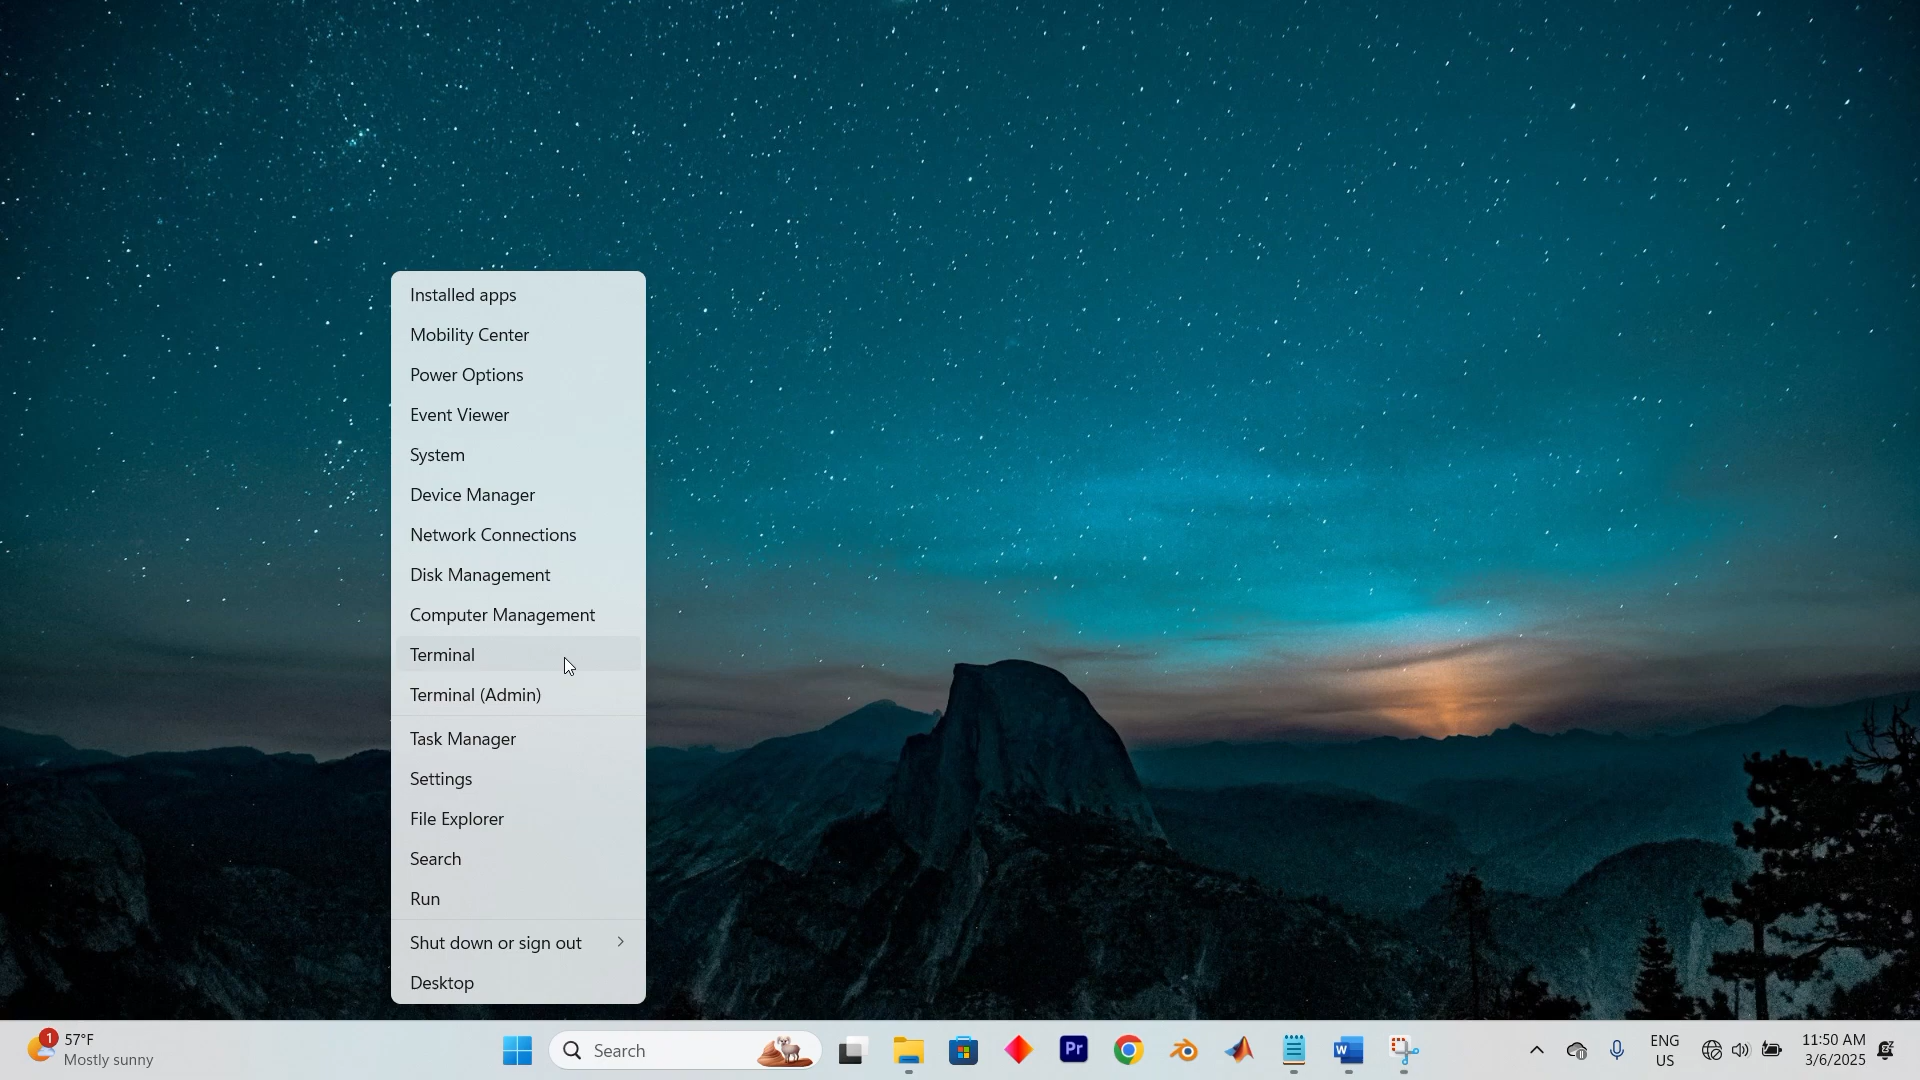 Installed apps
Mobility Center
Power Options
Event Viewer
System
Device Manager
Network Connections
Disk Management
Computer Management
Terminal
Terminal (Admin)
Task Manager
Settings
File Explorer
Search
Run
Shut down or sign out
Desktop
1
57°F
Mostly sunny
Search
Pr
W
ENG
US
11:50 AM
3/6/2025